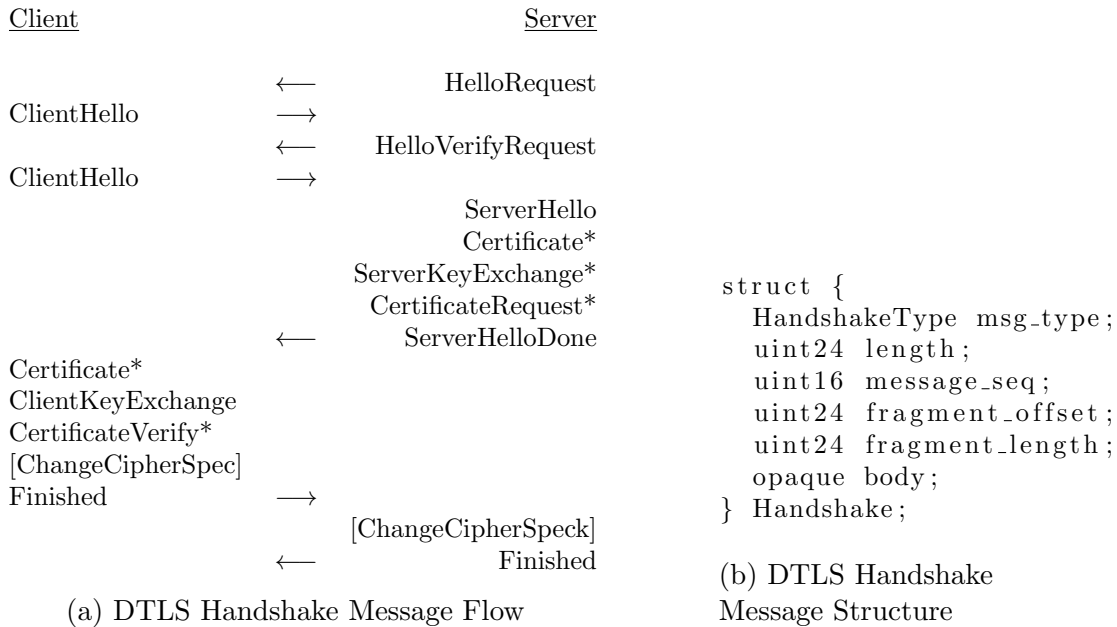 Client Server
← HelloRequest
ClientHello →
← HelloVerifyRequest
ClientHello →
ServerHello
Certificate*
ServerKeyExchange*
CertificateRequest*
← ServerHelloDone
Certificate*
ClientKeyExchange
CertificateVerify*
[ChangeCipherSpec]
Finished →
[ChangeCipherSpeck]
← Finished
(a) DTLS Handshake Message Flow
struct {
HandshakeType msg_type;
uint24 length;
uint16 message_seq;
uint24 fragment_offset;
uint24 fragment_length;
opaque body;
} Handshake;
(b) DTLS Handshake
Message Structure